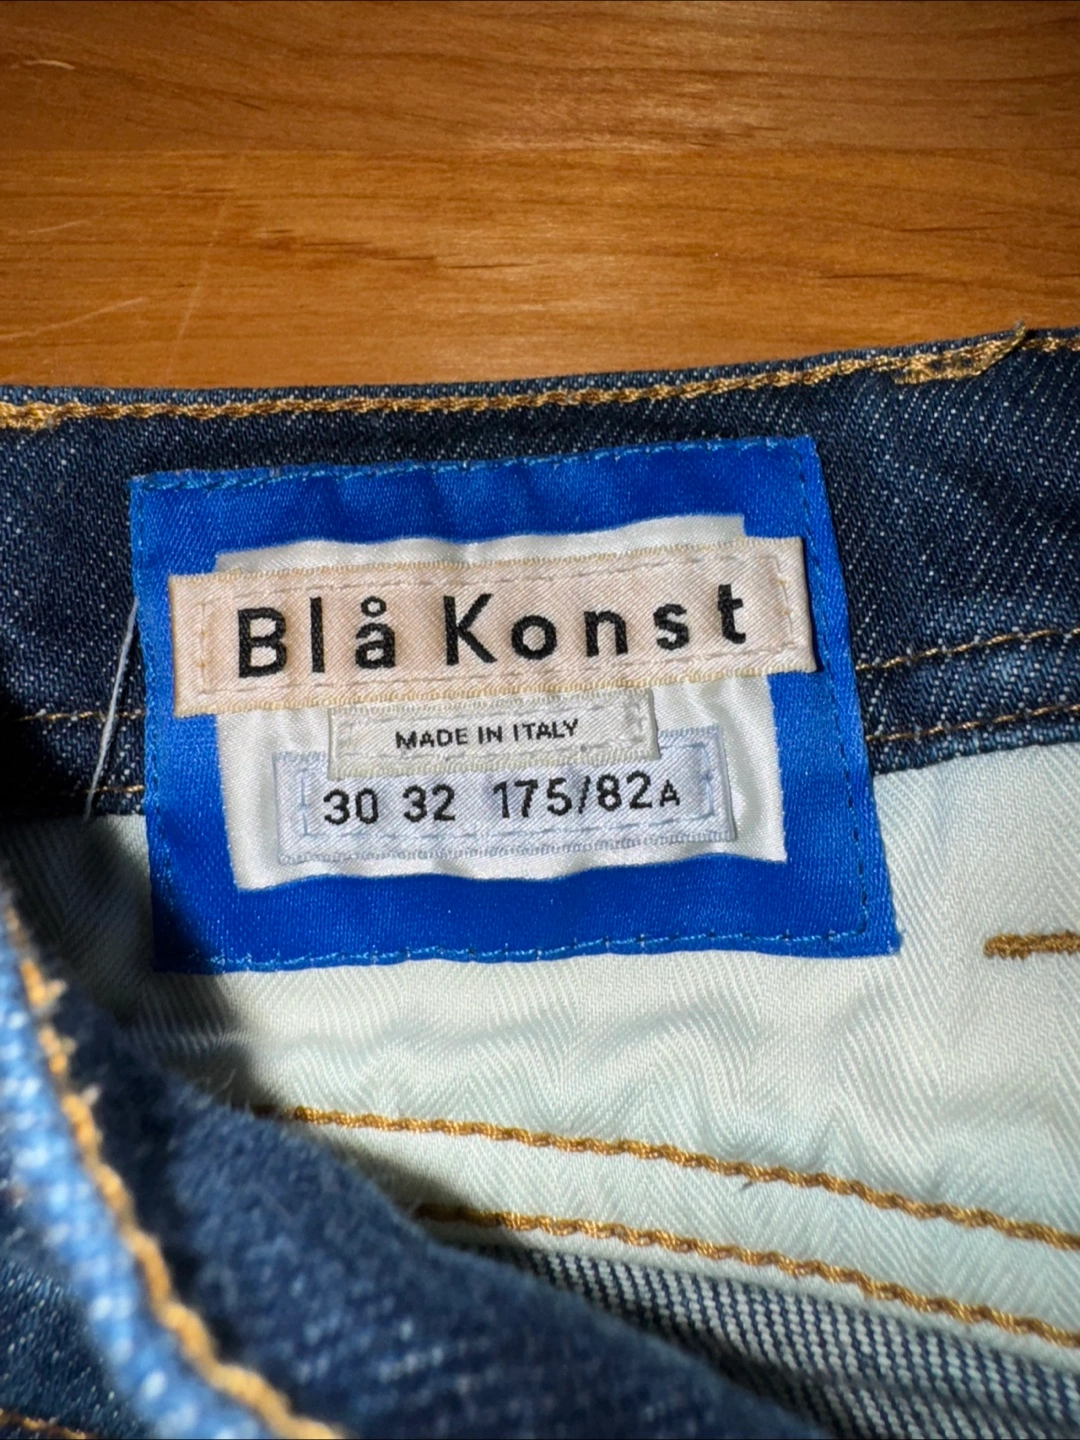 Blå Konst
MADE IN ITALY
30 32 175/82A